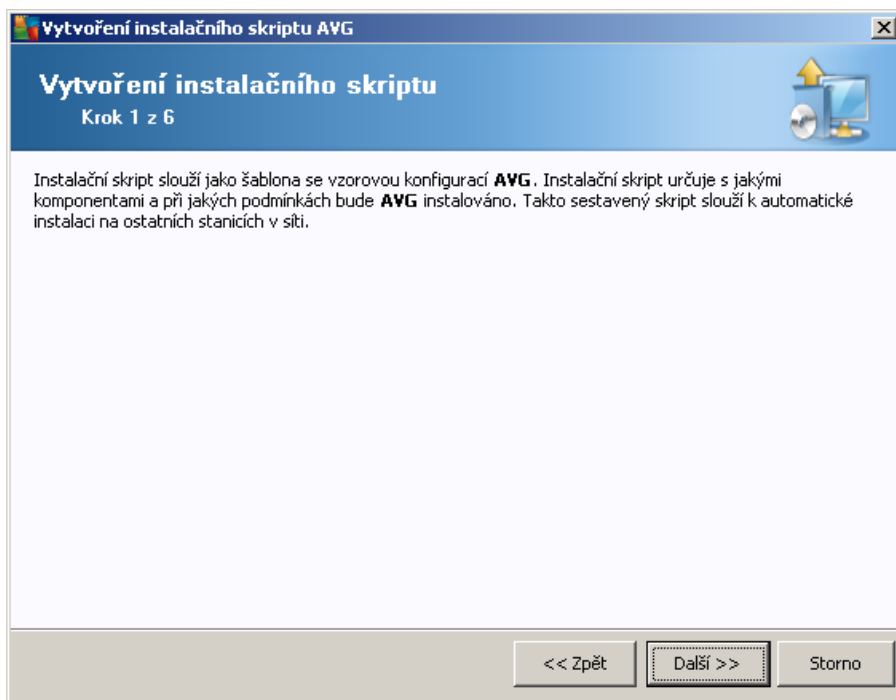 Vytvoření instalačního skriptu AVG
Vytvoření instalačního skriptu
Krok 1 z 6
Instalační skript slouží jako šablona se vzorovou konfigurací AVG. Instalační skript určuje s jakými
komponentami a při jakých podmínkách bude AVG instalováno. Takto sestavený skript slouží k automatické
instalaci na ostatních stanicích v síti.
<< Zpět
Další >>
Storno